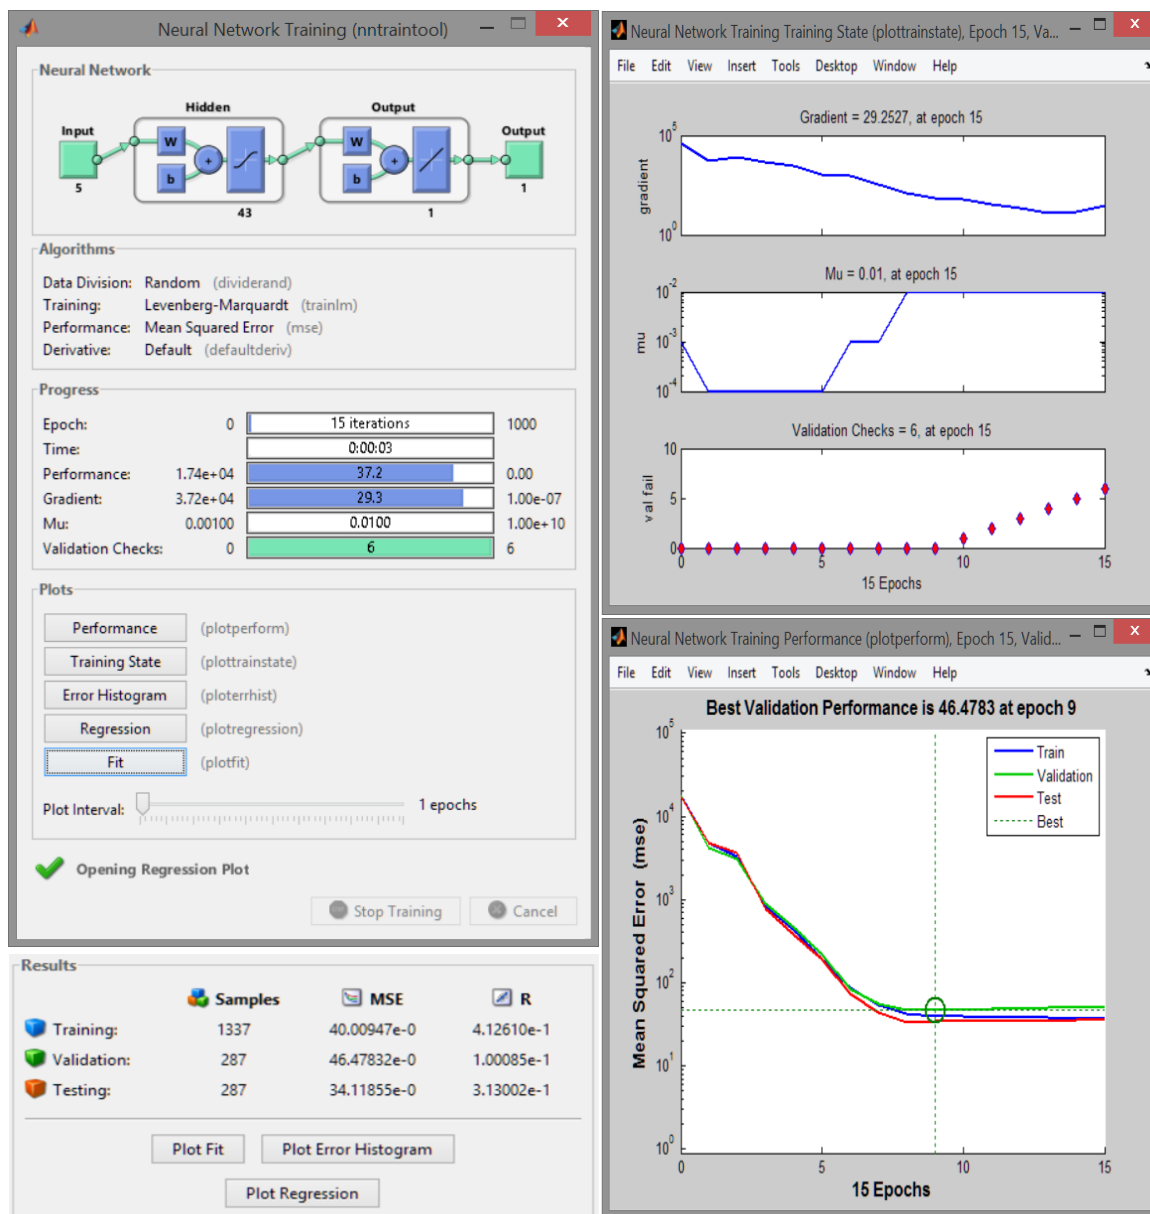 Neural Network Training (nntraintool)
Neural Network
Hidden
Output
Input
Output
W
+
b
W
+
b
5
43
1
1
Algorithms
Data Division: Random (dividerand)
Training: Levenberg-Marquardt (trainlm)
Performance: Mean Squared Error (mse)
Derivative: Default (defaultderiv)
Progress
Epoch: 0 15 iterations 1000
Time: 0:00:03
Performance: 1.74e+04 37.2 0.00
Gradient: 3.72e+04 29.3 1.00e-07
Mu: 0.00100 0.0100 1.00e+10
Validation Checks: 0 6 6
Plots
Performance (plotperform)
Training State (plottrainstate)
Error Histogram (ploterrhist)
Regression (plotregression)
Fit (plotfit)
Plot Interval: 1 epochs
Opening Regression Plot
Stop Training Cancel
Results
Samples MSE R
Training: 1337 40.00947e-0 4.12610e-1
Validation: 287 46.47832e-0 1.00085e-1
Testing: 287 34.11855e-0 3.13002e-1
Plot Fit Plot Error Histogram
Plot Regression
Neural Network Training Training State (plottrainstate), Epoch 15, Va...
File Edit View Insert Tools Desktop Window Help
Gradient = 29.2527, at epoch 15
10^5
10^0
gradient
Mu = 0.01, at epoch 15
10^-2
10^-3
10^-4
mu
Validation Checks = 6, at epoch 15
10
5
0
val fail
0 5 10 15
15 Epochs
Neural Network Training Performance (plotperform), Epoch 15, Valid...
File Edit View Insert Tools Desktop Window Help
Best Validation Performance is 46.4783 at epoch 9
10^5
10^4
10^3
10^2
10^1
10^0
Mean Squared Error (mse)
Train
Validation
Test
Best
0 5 10 15
15 Epochs